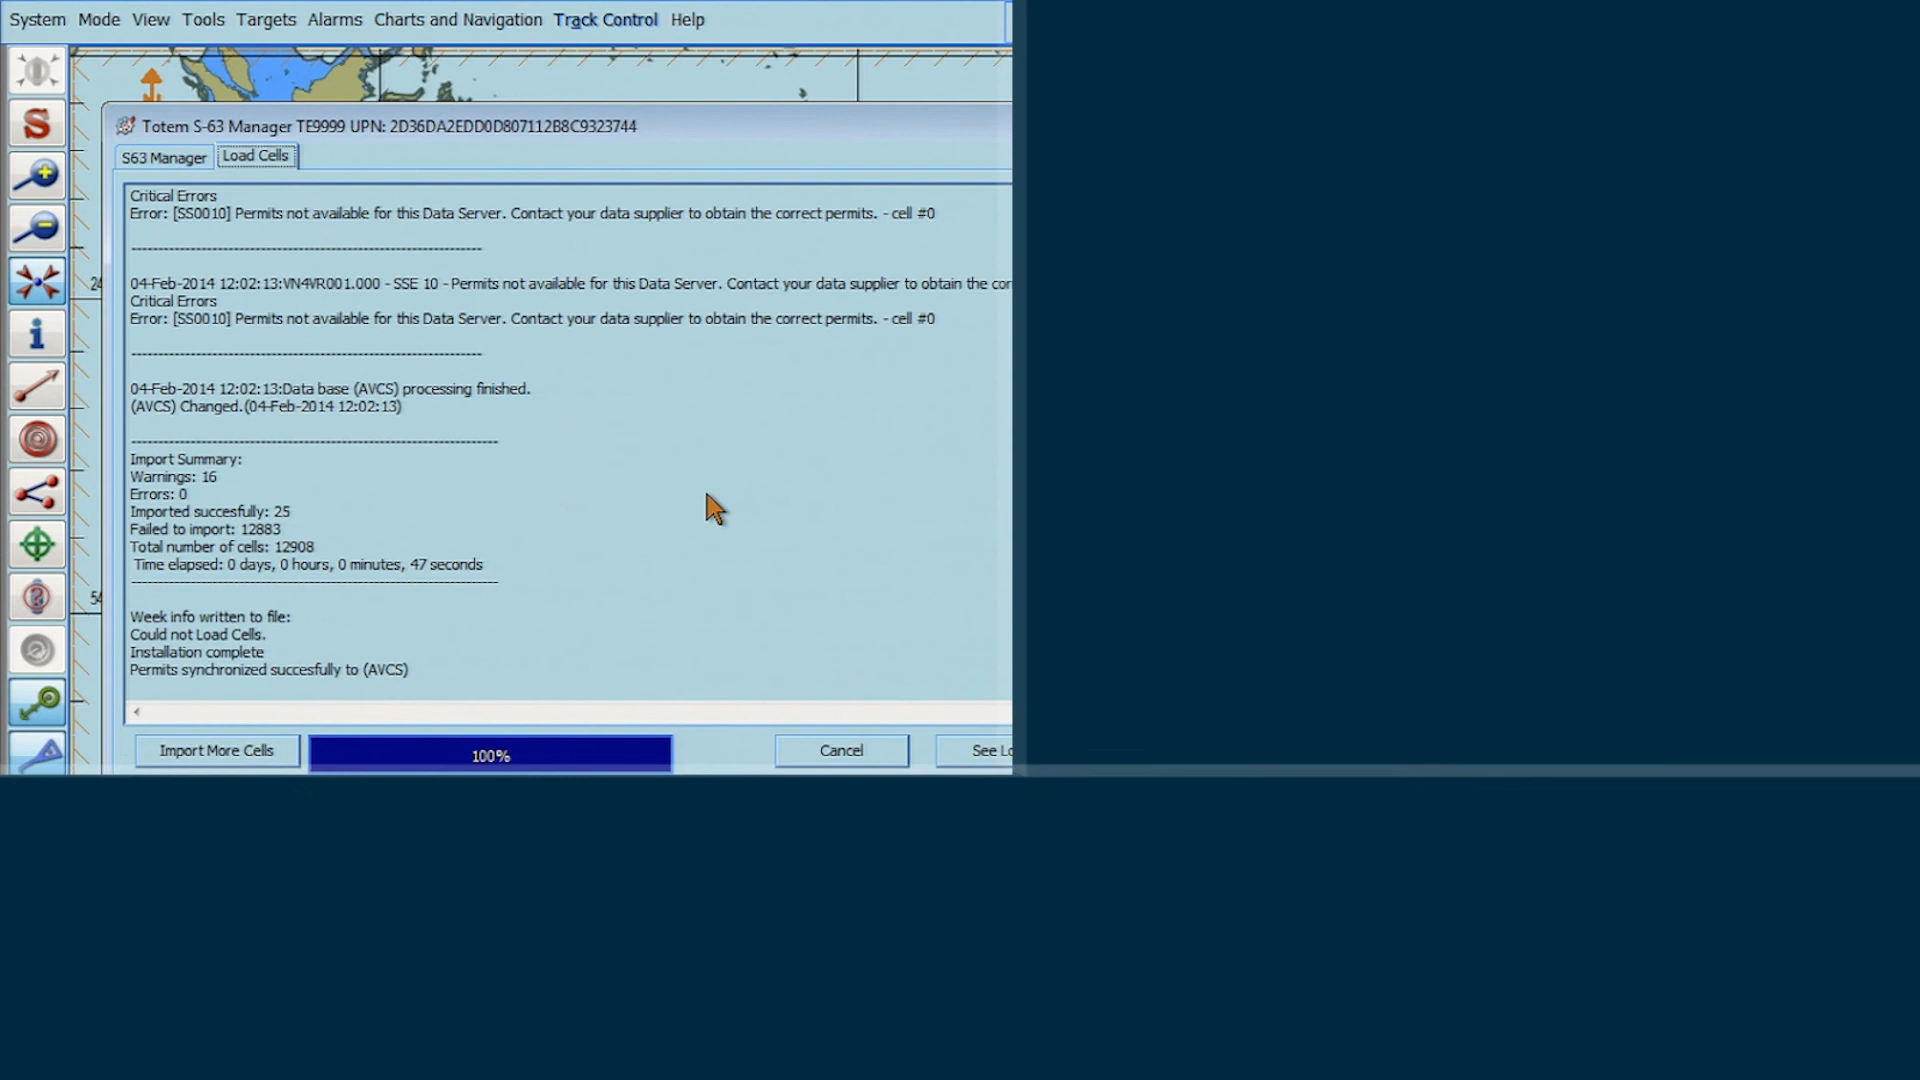 System Mode View Tools Targets Alarms Charts and Navigation Track Control Help
Totem S-63 Manager TE9999 UPN: 2D36DA2EDD0D807112B8C9323744
S63 Manager Load Cells
Critical Errors
Error: [SS0010] Permits not available for this Data Server. Contact your data supplier to obtain the correct permits. - cell #0
-------------------------------------------------------------------
04-Feb-2014 12:02:13:VN4VR001.000 - SSE 10 - Permits not available for this Data Server. Contact your data supplier to obtain the cor
Critical Errors
Error: [SS0010] Permits not available for this Data Server. Contact your data supplier to obtain the correct permits. - cell #0
-------------------------------------------------------------------
04-Feb-2014 12:02:13:Data base (AVCS) processing finished.
(AVCS) Changed.(04-Feb-2014 12:02:13)
----------------------------------------------------------------------
Import Summary:
Warnings: 16
Errors: 0
Imported succesfully: 25
Failed to import: 12883
Total number of cells: 12908
Time elapsed: 0 days, 0 hours, 0 minutes, 47 seconds
----------------------------------------------------------------------
Week info written to file:
Could not Load Cells.
Installation complete
Permits synchronized succesfully to (AVCS)
Import More Cells 100% Cancel See Lo
S
24
54